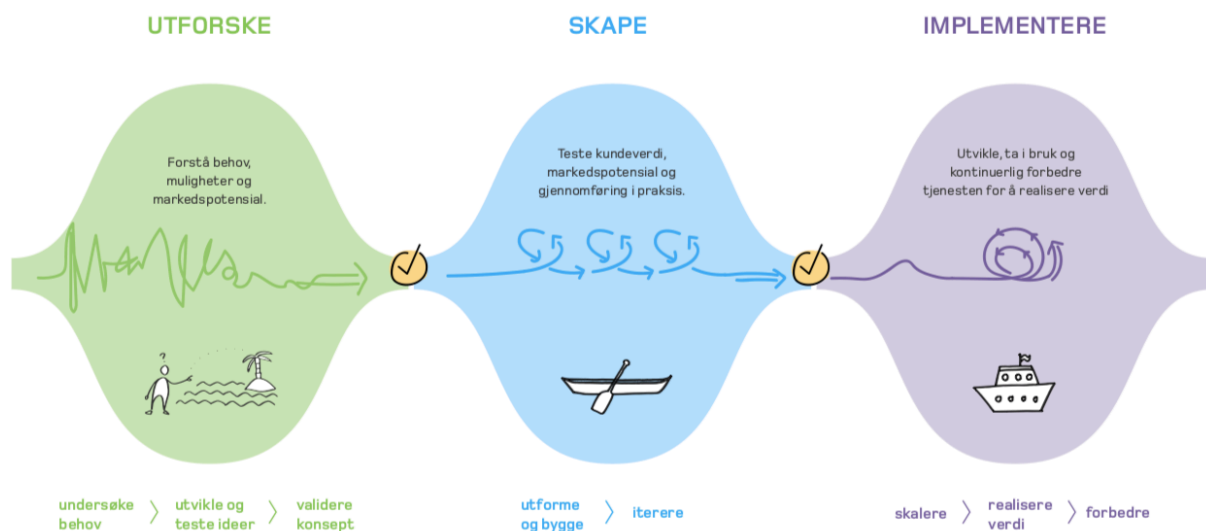 UTFORSKE
SKAPE
IMPLEMENTERE
Forstå behov,
muligheter og
markedspotensial.
Teste kundeverdi,
markedspotensial og
gjennomføring i praksis.
Utvikle, ta i bruk og
kontinuerlig forbedre
tjenesten for å realisere verdi
?
undersøke
behov
utvikle og
teste ideer
validere
konsept
utforme
og bygge
iterere
skalere
realisere
verdi
forbedre